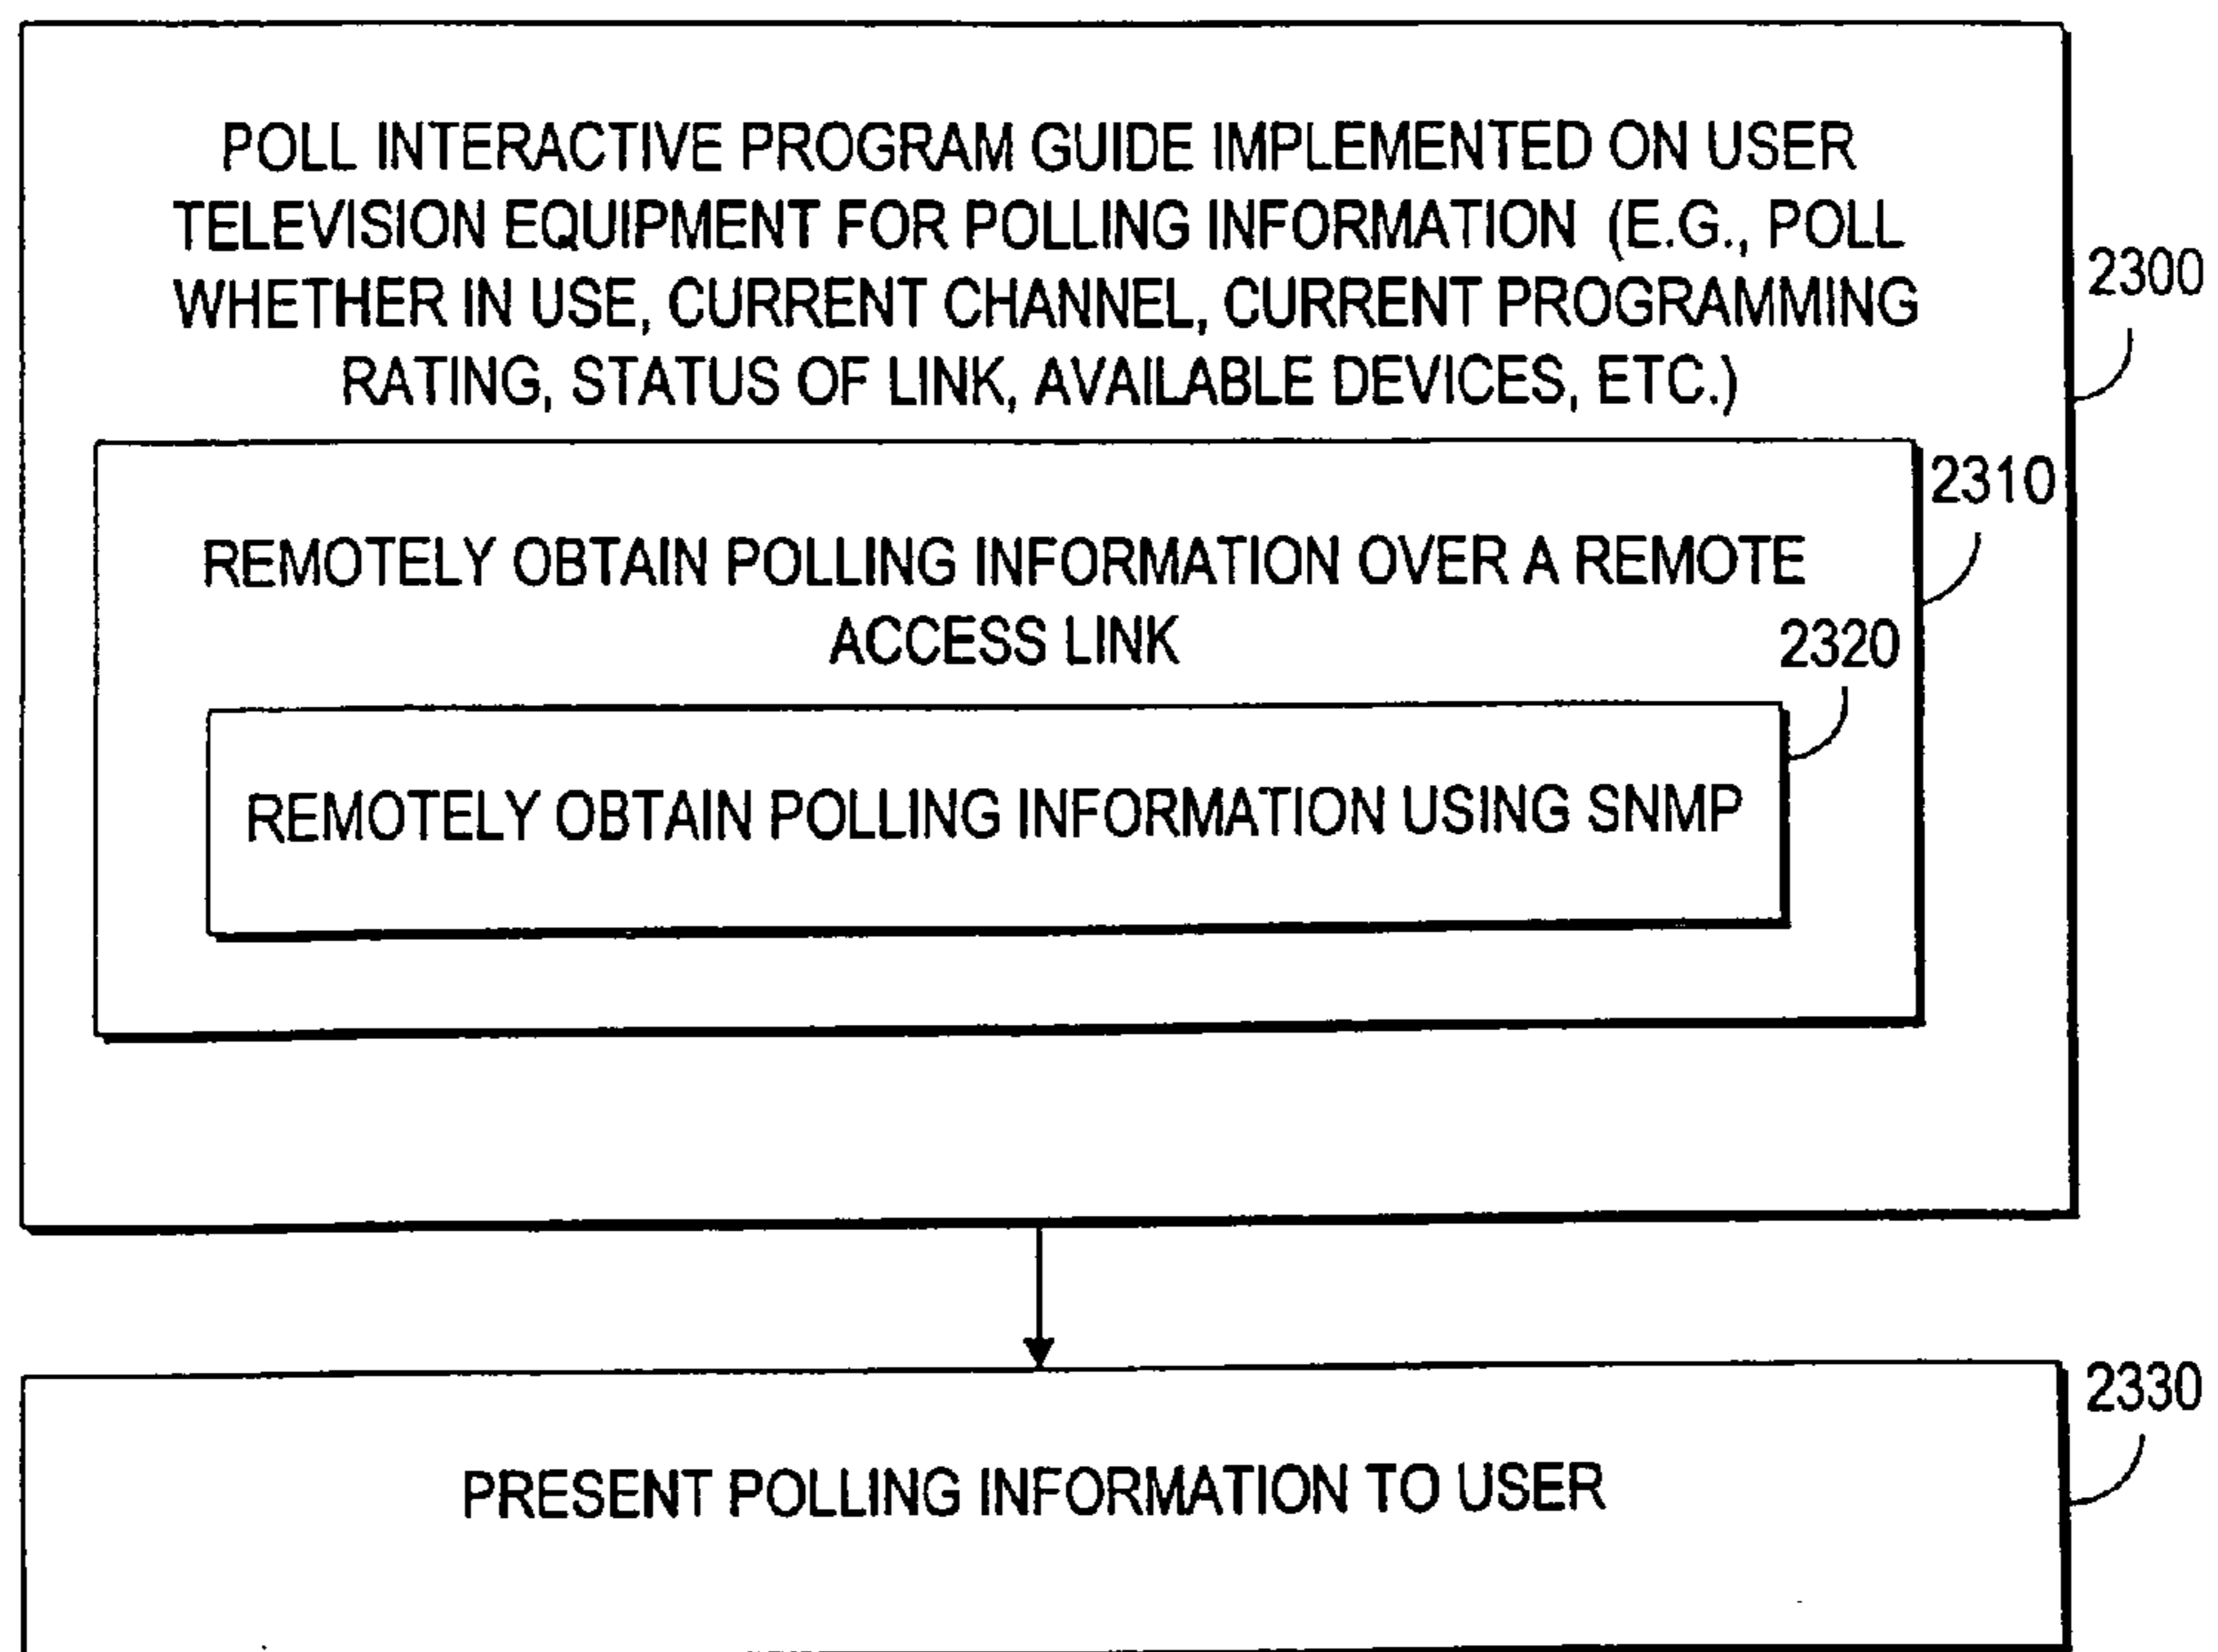 POLL INTERACTIVE PROGRAM GUIDE IMPLEMENTED ON USER
TELEVISION EQUIPMENT FOR POLLING INFORMATION (E.G., POLL
WHETHER IN USE, CURRENT CHANNEL, CURRENT PROGRAMMING
RATING, STATUS OF LINK, AVAILABLE DEVICES, ETC.)
2300
2310
REMOTELY OBTAIN POLLING INFORMATION OVER A REMOTE
ACCESS LINK
2320
REMOTELY OBTAIN POLLING INFORMATION USING SNMP
2330
PRESENT POLLING INFORMATION TO USER